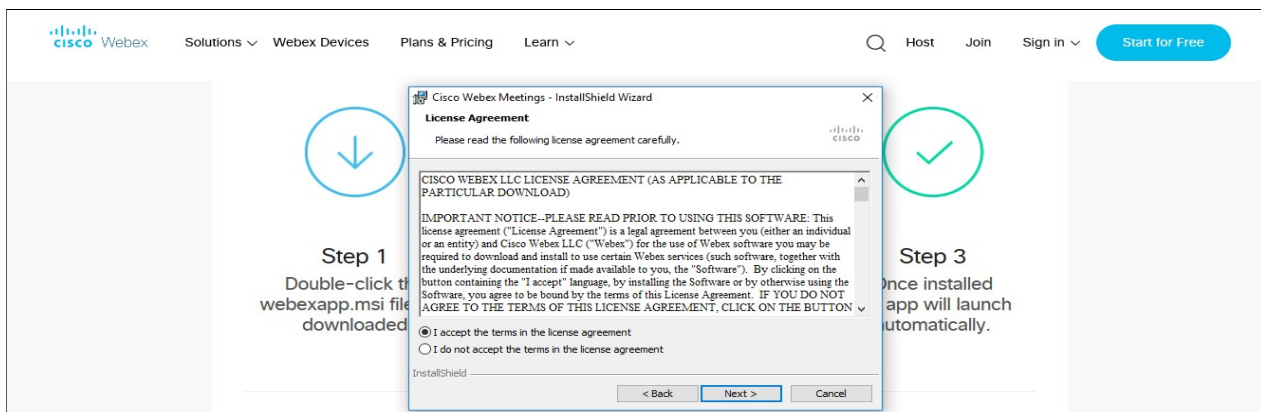 CISCO Webex Solutions Webex Devices Plans & Pricing Learn Host Join Sign in Start for Free
Cisco Webex Meetings - InstallShield Wizard
License Agreement
Please read the following license agreement carefully.
CISCO
CISCO WEBEX LLC LICENSE AGREEMENT (AS APPLICABLE TO THE
PARTICULAR DOWNLOAD)
IMPORTANT NOTICE--PLEASE READ PRIOR TO USING THIS SOFTWARE: This
license agreement ("License Agreement") is a legal agreement between you (either an individual
or an entity) and Cisco Webex LLC ("Webex") for the use of Webex software you may be
required to download and install to use certain Webex services (such software, together with
the underlying documentation if made available to you, the "Software"). By clicking on the
button containing the "I accept" language, by installing the Software or by otherwise using the
Software, you agree to be bound by the terms of this License Agreement. IF YOU DO NOT
AGREE TO THE TERMS OF THIS LICENSE AGREEMENT, CLICK ON THE BUTTON
I accept the terms in the license agreement
I do not accept the terms in the license agreement
InstallShield
< Back Next > Cancel
Step 1
Double-click
webexapp.msi file
downloaded
Step 3
installed
app will launch
automatically.